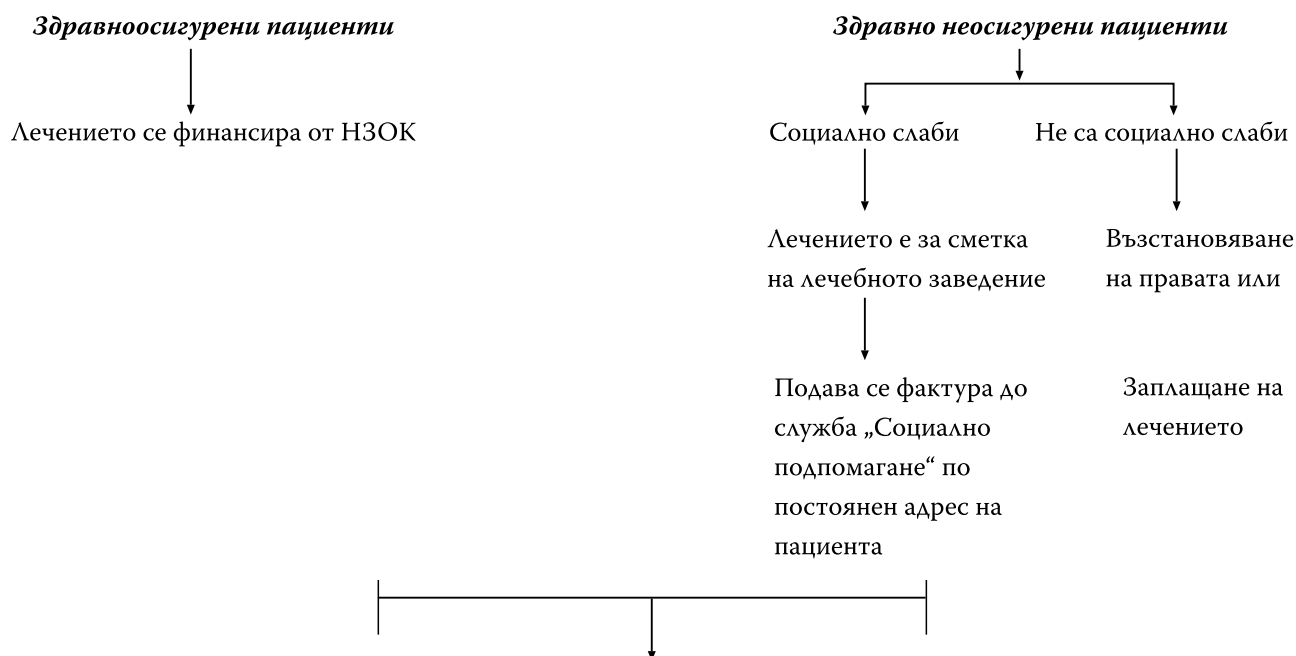 Здравноосигурени пациенти
Лечението се финансира от НЗОК
Здравно неосигурени пациенти
Социално слаби
Не са социално слаби
Лечението е за сметка
на лечебното заведение
Възстановяване
на правата или
Подава се фактура до
служба „Социално
подпомагане“ по
постоянен адрес на
пациента
Заплащане на
лечението